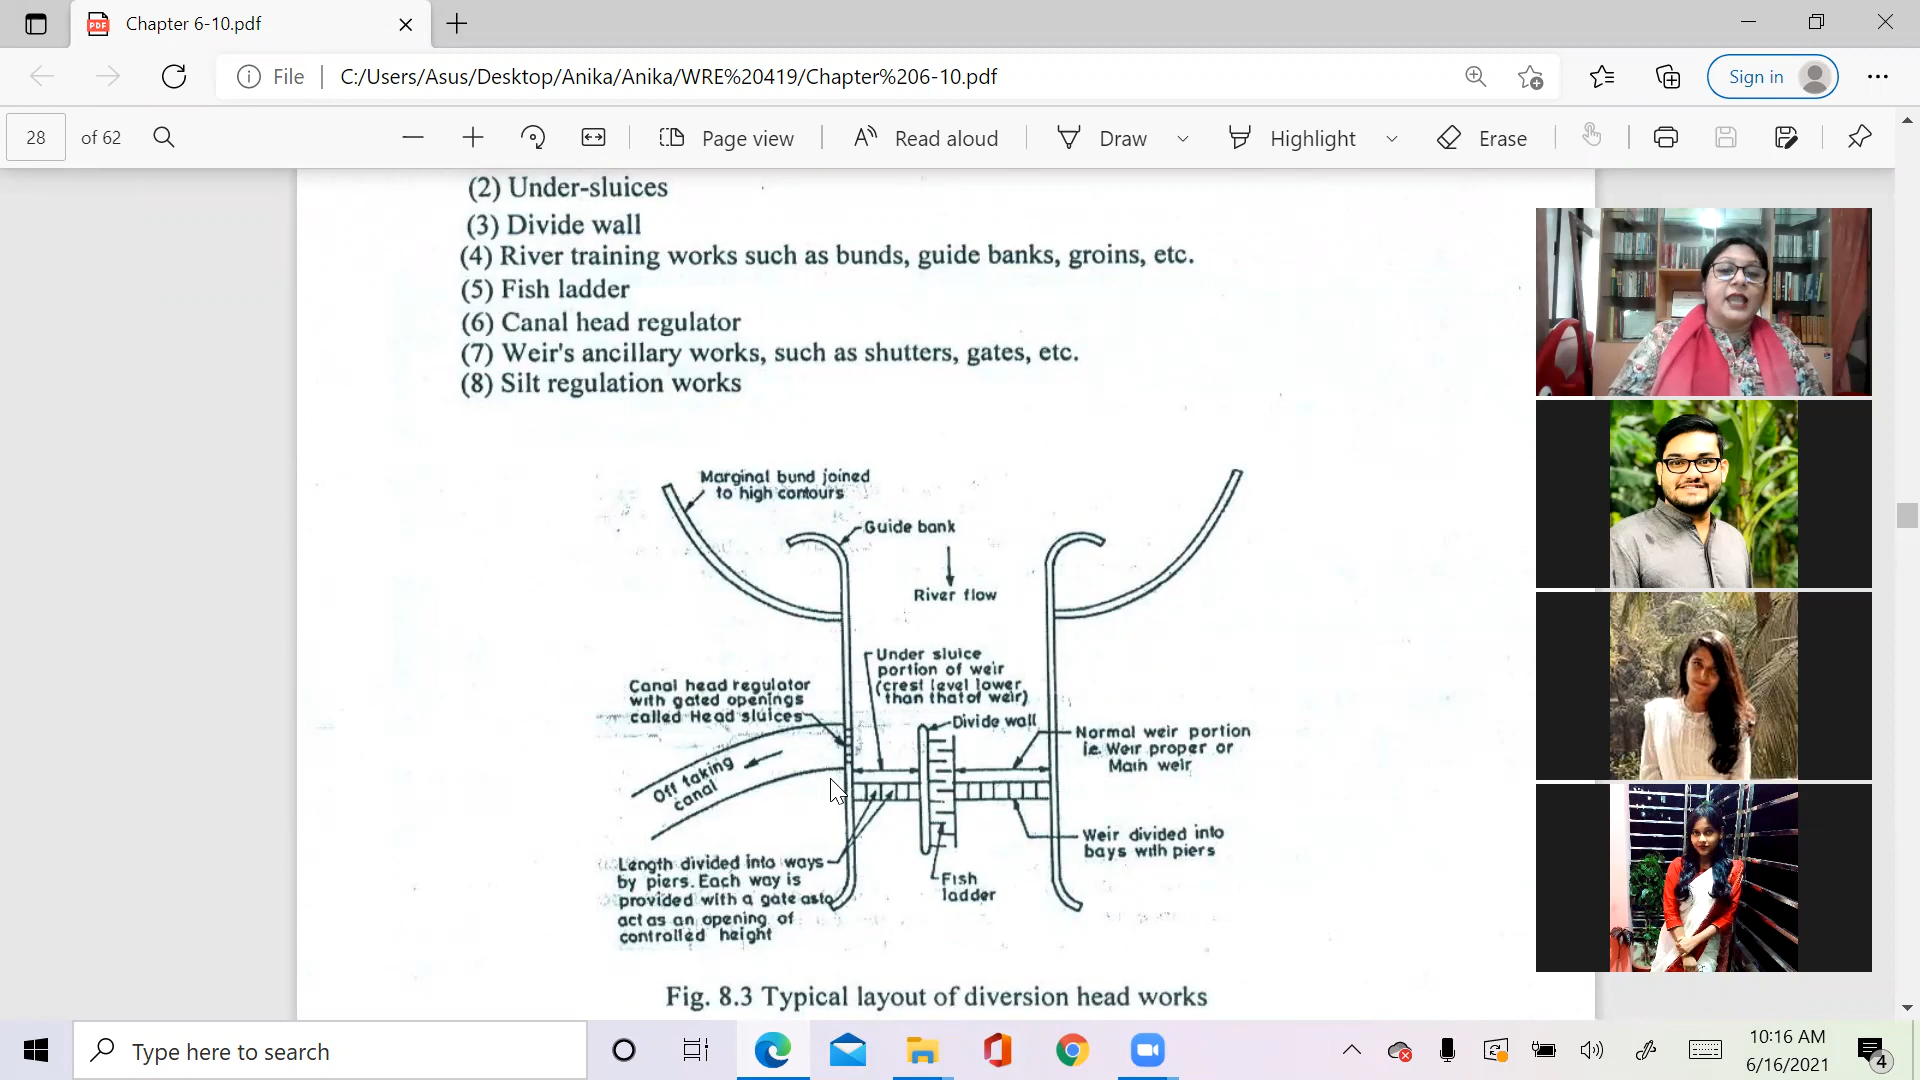 Chapter 6-10.pdf
File
C:/Users/Asus/Desktop/Anika/Anika/WRE%20419/Chapter%206-10.pdf
Sign in
28 of 62
Page view
Read aloud
Draw
Highlight
Erase
(2) Under-sluices
(3) Divide wall
(4) River training works such as bunds, guide banks, groins, etc.
(5) Fish ladder
(6) Canal head regulator
(7) Weir's ancillary works, such as shutters, gates, etc.
(8) Silt regulation works
Marginal bund joined
to high contours
Guide bank
River flow
Under sluice
portion of weir
(crest level lower
than that of weir)
Canal head regulator
with gated openings
called Head sluices
Divide wall
Normal weir portion
i.e. Weir proper or
Main weir
Off taking
canal
Weir divided into
bays with piers
Length divided into ways
by piers. Each way is
provided with a gate as to
act as an opening of
controlled height
Fish
ladder
Fig. 8.3 Typical layout of diversion head works
Type here to search
10:16 AM
6/16/2021
4